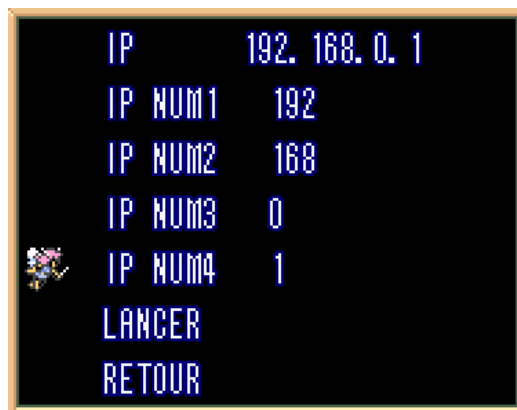 IP 192. 168. 0. 1
IP NUM1 192
IP NUM2 168
IP NUM3 0
IP NUM4 1
LANCER
RETOUR